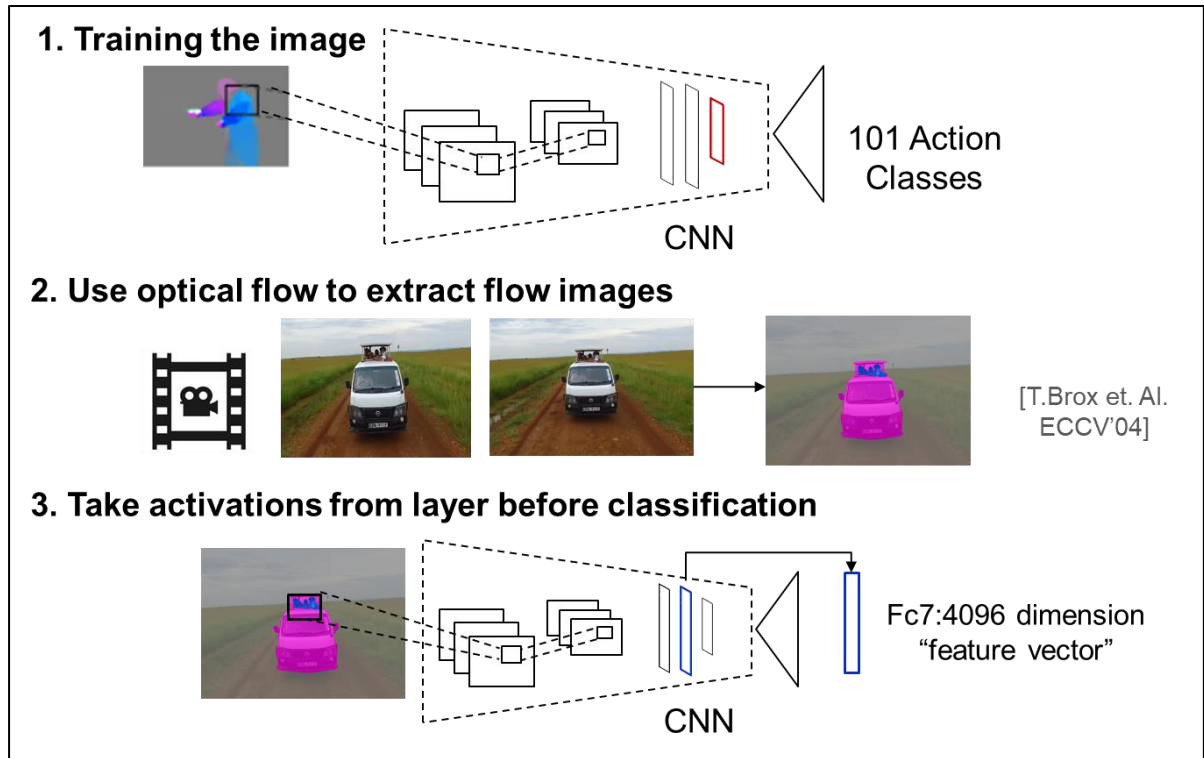 1. Training the image
101 Action
Classes
CNN
2. Use optical flow to extract flow images
[T.Brox et. Al.
ECCV'04]
3. Take activations from layer before classification
Fc7:4096 dimension
“feature vector”
CNN